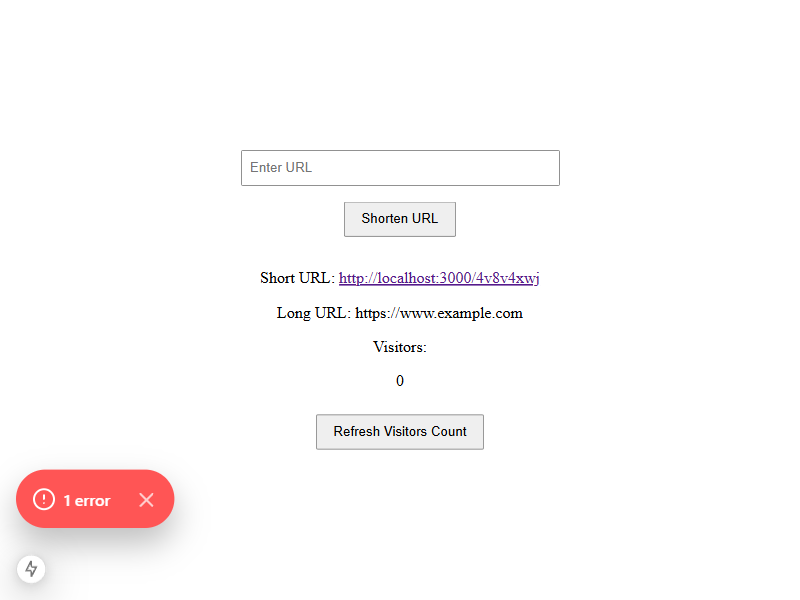 Enter URL
Shorten URL
Short URL: http://localhost:3000/4v8v4xwj
Long URL: https://www.example.com
Visitors:
0
Refresh Visitors Count
1 error